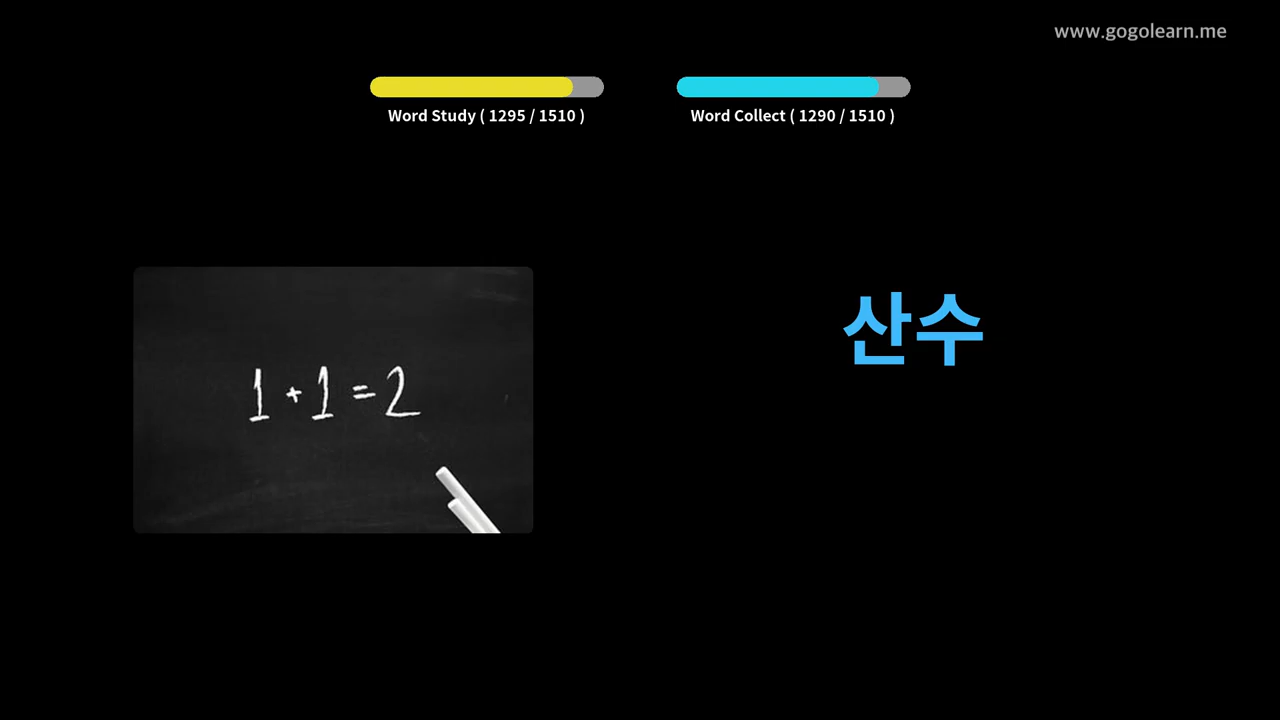 www.gogolearn.me
Word Study ( 1295 / 1510 )
Word Collect ( 1290 / 1510 )
1 + 1 = 2
산수